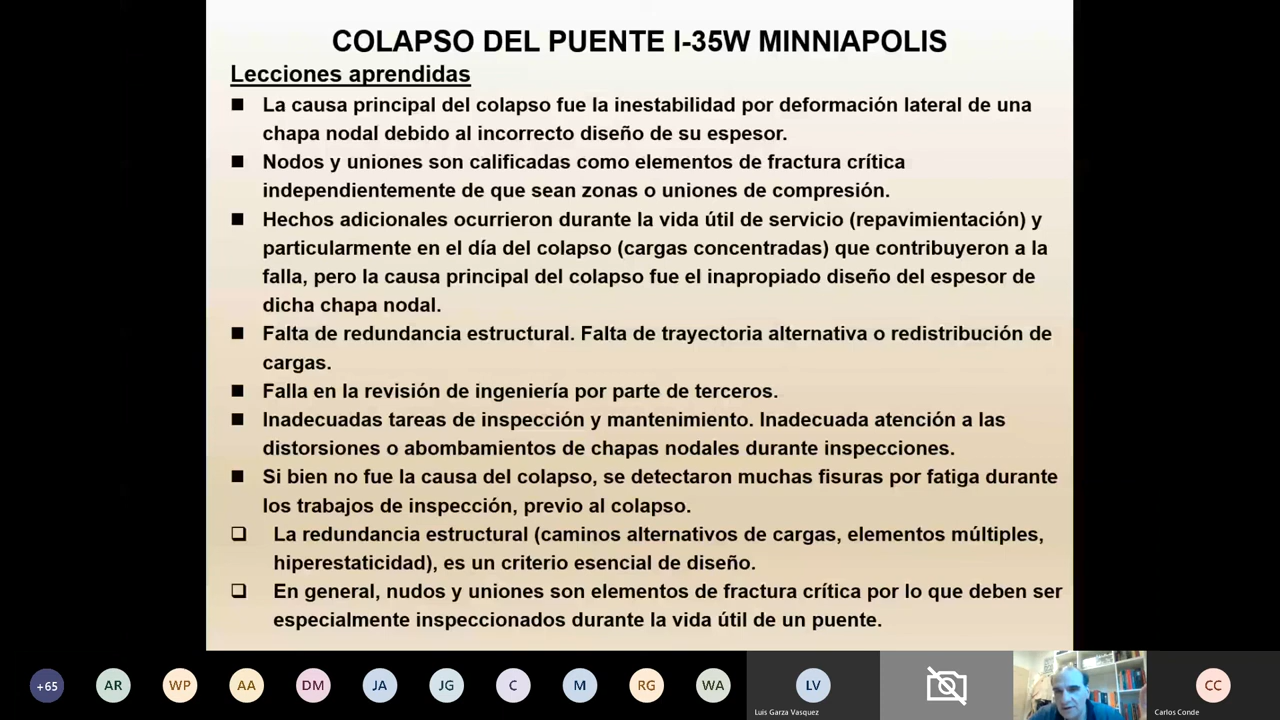 COLAPSO DEL PUENTE I-35W MINNIAPOLIS
Lecciones aprendidas
La causa principal del colapso fue la inestabilidad por deformación lateral de una
chapa nodal debido al incorrecto diseño de su espesor.
Nodos y uniones son calificadas como elementos de fractura crítica
independientemente de que sean zonas o uniones de compresión.
Hechos adicionales ocurrieron durante la vida útil de servicio (repavimientación) y
particularmente en el día del colapso (cargas concentradas) que contribuyeron a la
falla, pero la causa principal del colapso fue el inapropiado diseño del espesor de
dicha chapa nodal.
Falta de redundancia estructural. Falta de trayectoria alternativa o redistribución de
cargas.
Falla en la revisión de ingeniería por parte de terceros.
Inadecuadas tareas de inspección y mantenimiento. Inadecuada atención a las
distorsiones o abombamientos de chapas nodales durante inspecciones.
Si bien no fue la causa del colapso, se detectaron muchas fisuras por fatiga durante
los trabajos de inspección, previo al colapso.
La redundancia estructural (caminos alternativos de cargas, elementos múltiples,
hiperestaticidad), es un criterio esencial de diseño.
En general, nudos y uniones son elementos de fractura crítica por lo que deben ser
especialmente inspeccionados durante la vida útil de un puente.
+65 AR WP AA DM JA JG C M RG WA LV CC
Luis Garza Vasquez
Carlos Conde